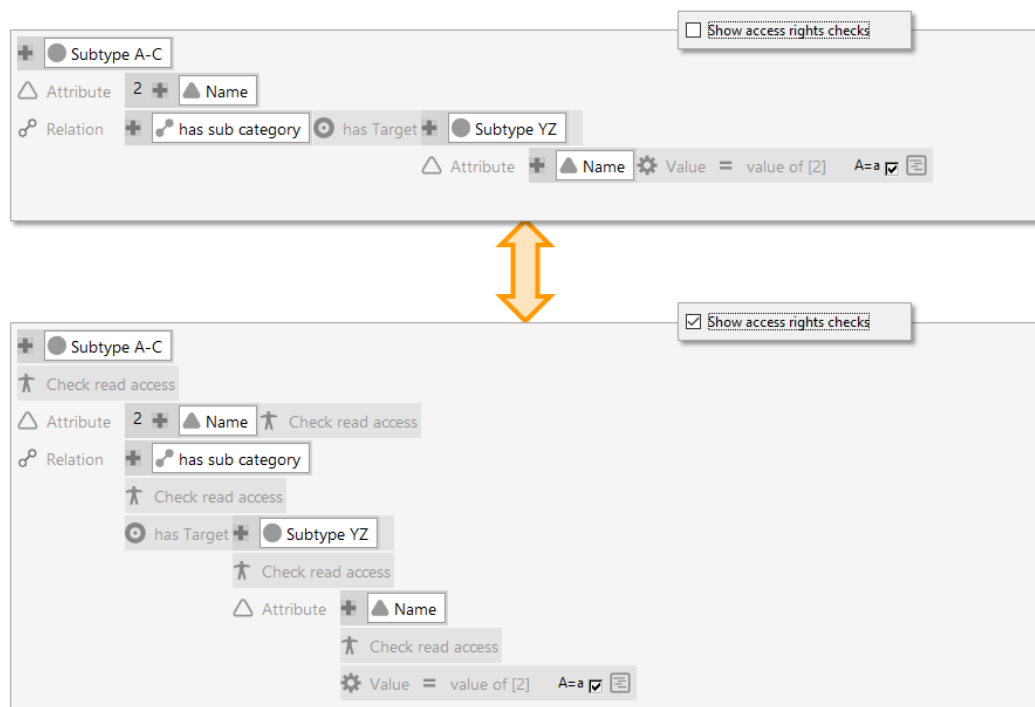 Show access rights checks
Subtype A-C
Attribute 2 Name
Relation has sub category has Target Subtype YZ
Attribute Name Value = value of [2] A=a
Show access rights checks
Subtype A-C
Check read access
Attribute 2 Name Check read access
Relation has sub category
Check read access
has Target Subtype YZ
Check read access
Attribute Name
Check read access
Value = value of [2] A=a